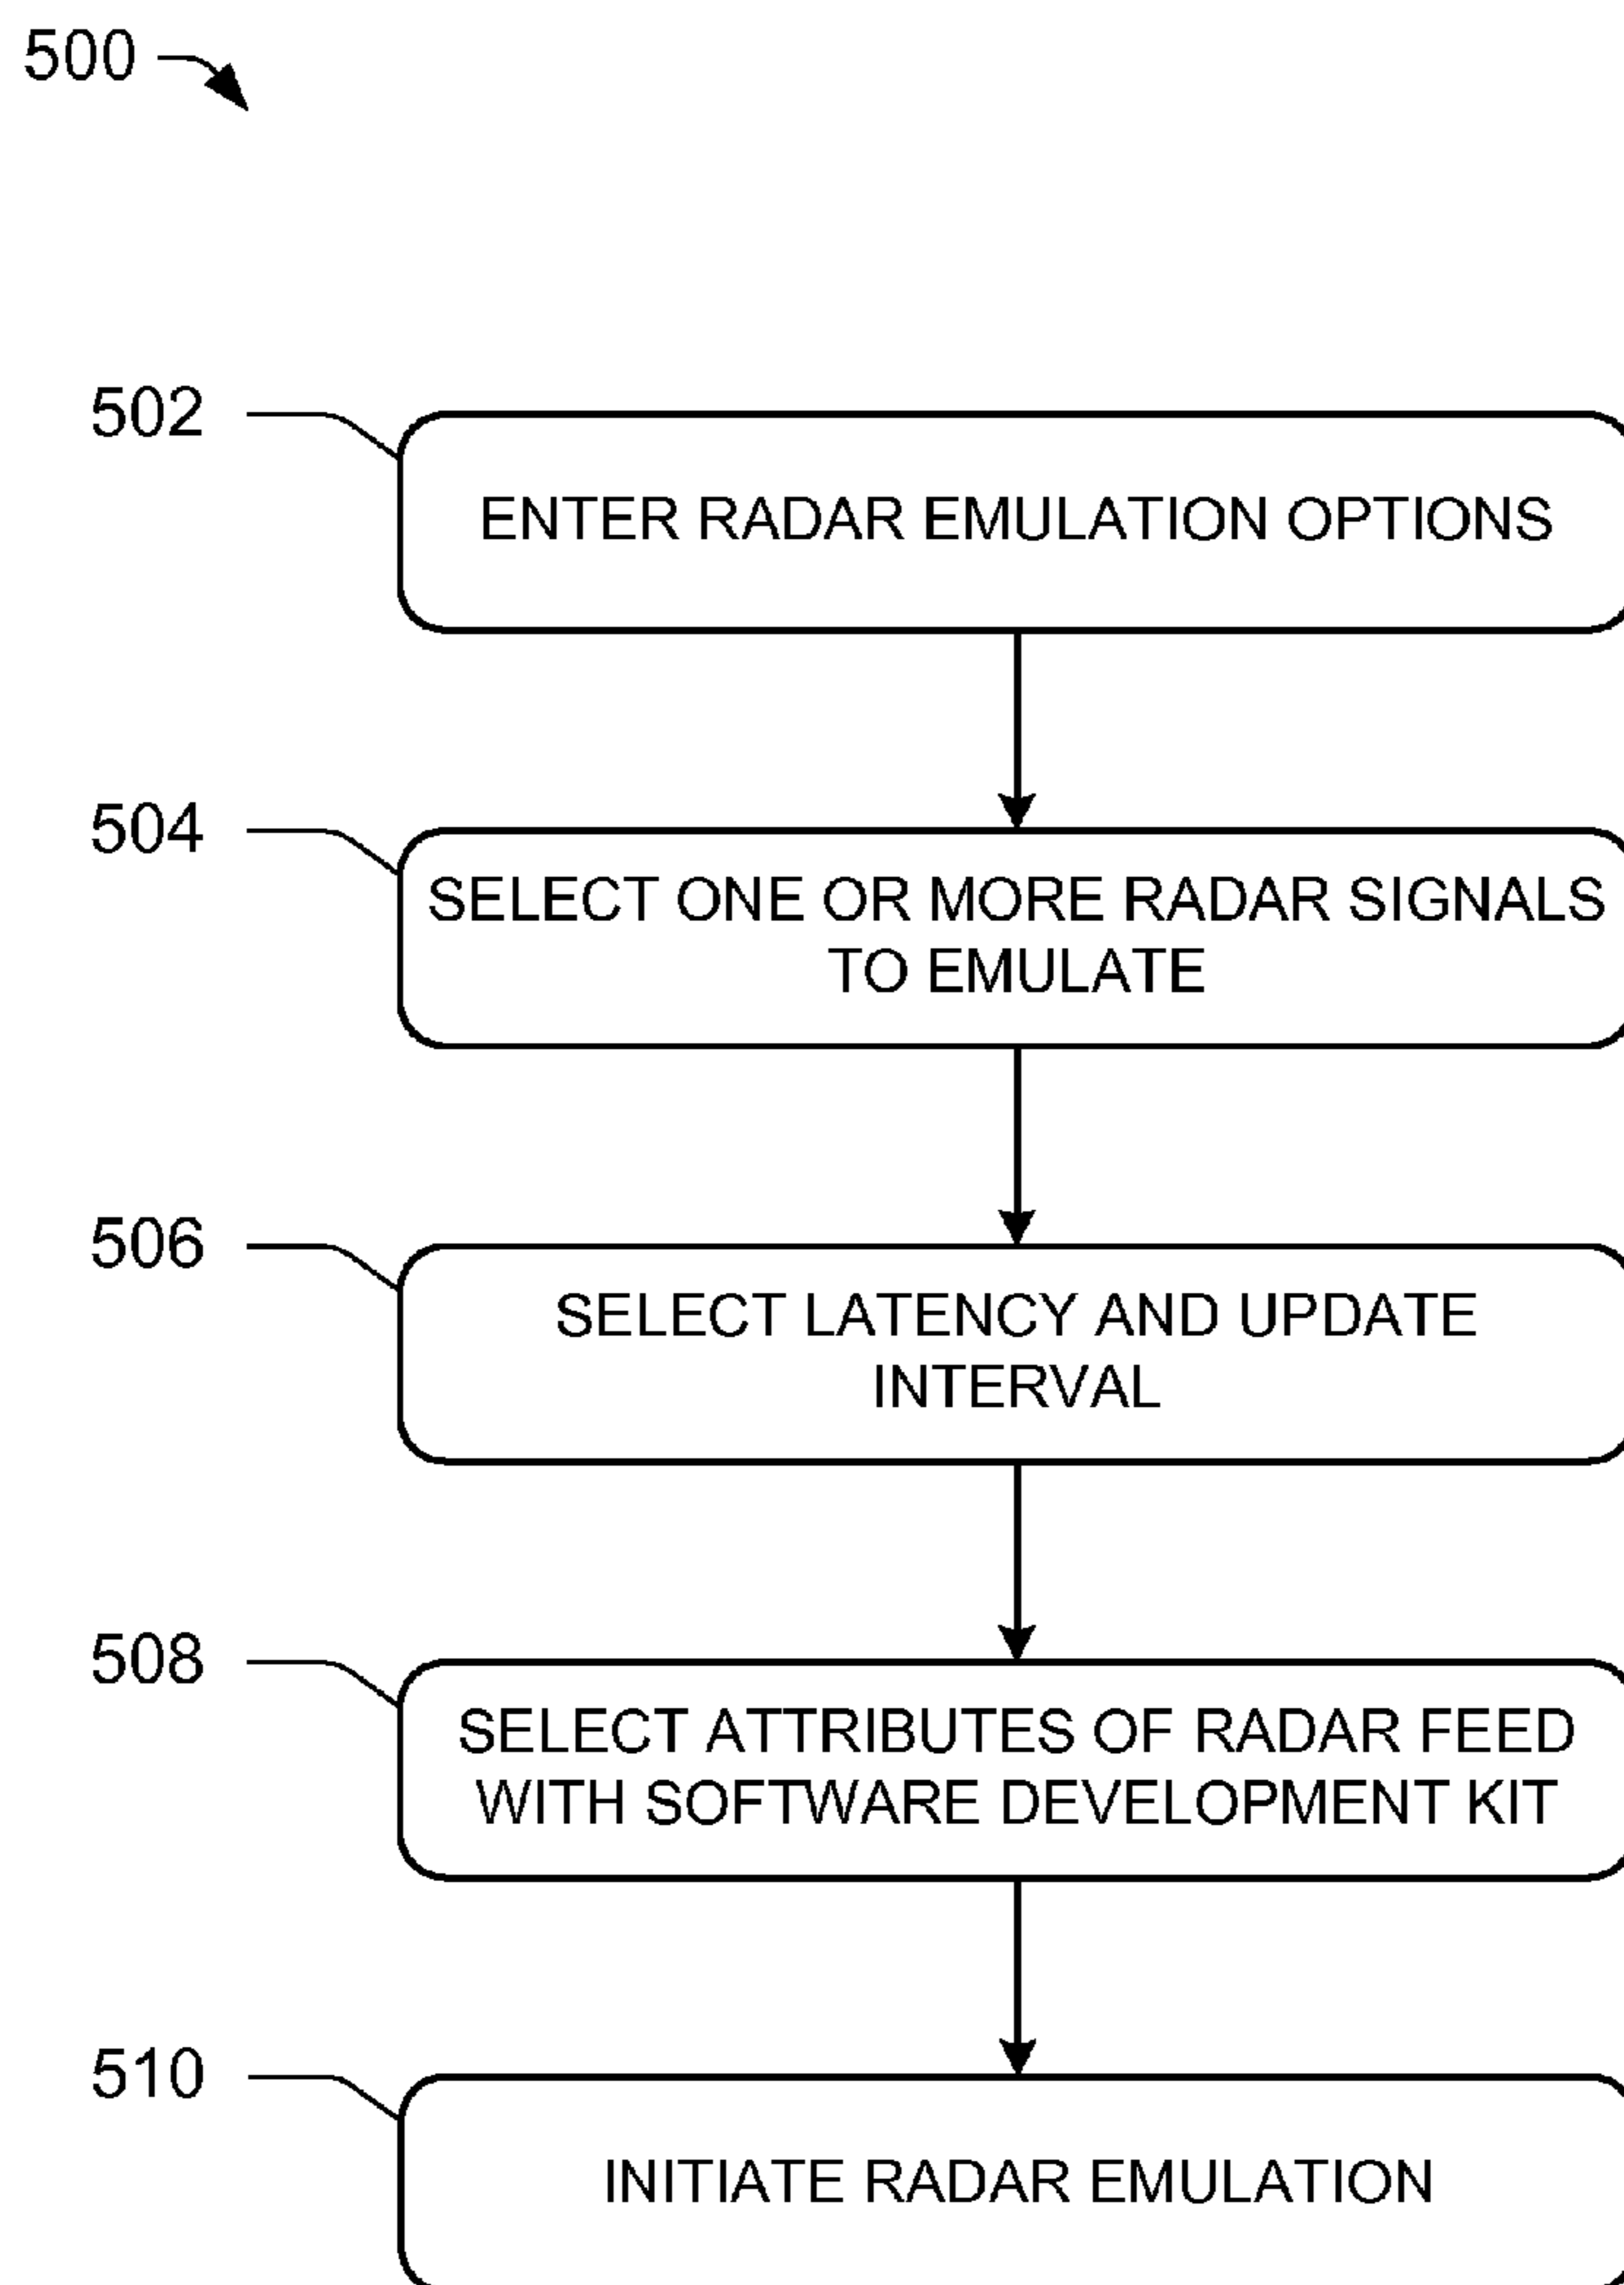 500
502
ENTER RADAR EMULATION OPTIONS
504
SELECT ONE OR MORE RADAR SIGNALS
TO EMULATE
506
SELECT LATENCY AND UPDATE
INTERVAL
508
SELECT ATTRIBUTES OF RADAR FEED
WITH SOFTWARE DEVELOPMENT KIT
510
INITIATE RADAR EMULATION